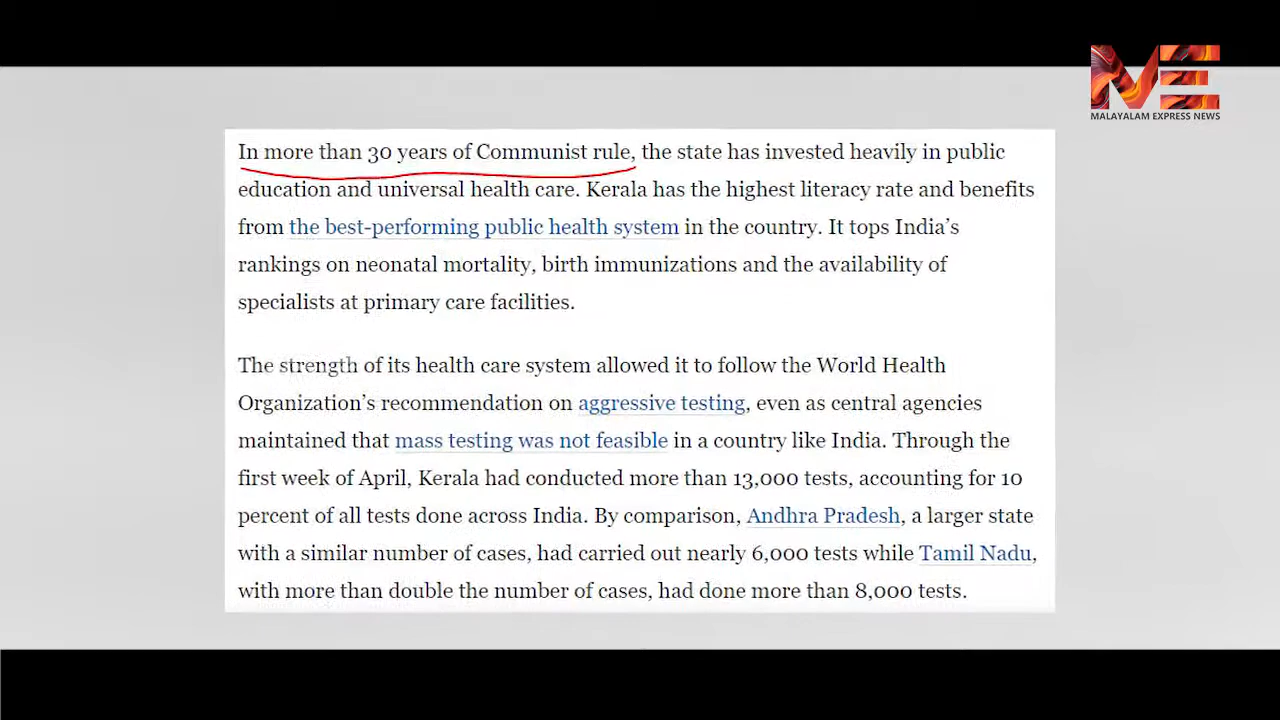 ME
MALAYALAM EXPRESS NEWS
In more than 30 years of Communist rule, the state has invested heavily in public
education and universal health care. Kerala has the highest literacy rate and benefits
from the best-performing public health system in the country. It tops India’s
rankings on neonatal mortality, birth immunizations and the availability of
specialists at primary care facilities.
The strength of its health care system allowed it to follow the World Health
Organization’s recommendation on aggressive testing, even as central agencies
maintained that mass testing was not feasible in a country like India. Through the
first week of April, Kerala had conducted more than 13,000 tests, accounting for 10
percent of all tests done across India. By comparison, Andhra Pradesh, a larger state
with a similar number of cases, had carried out nearly 6,000 tests while Tamil Nadu,
with more than double the number of cases, had done more than 8,000 tests.